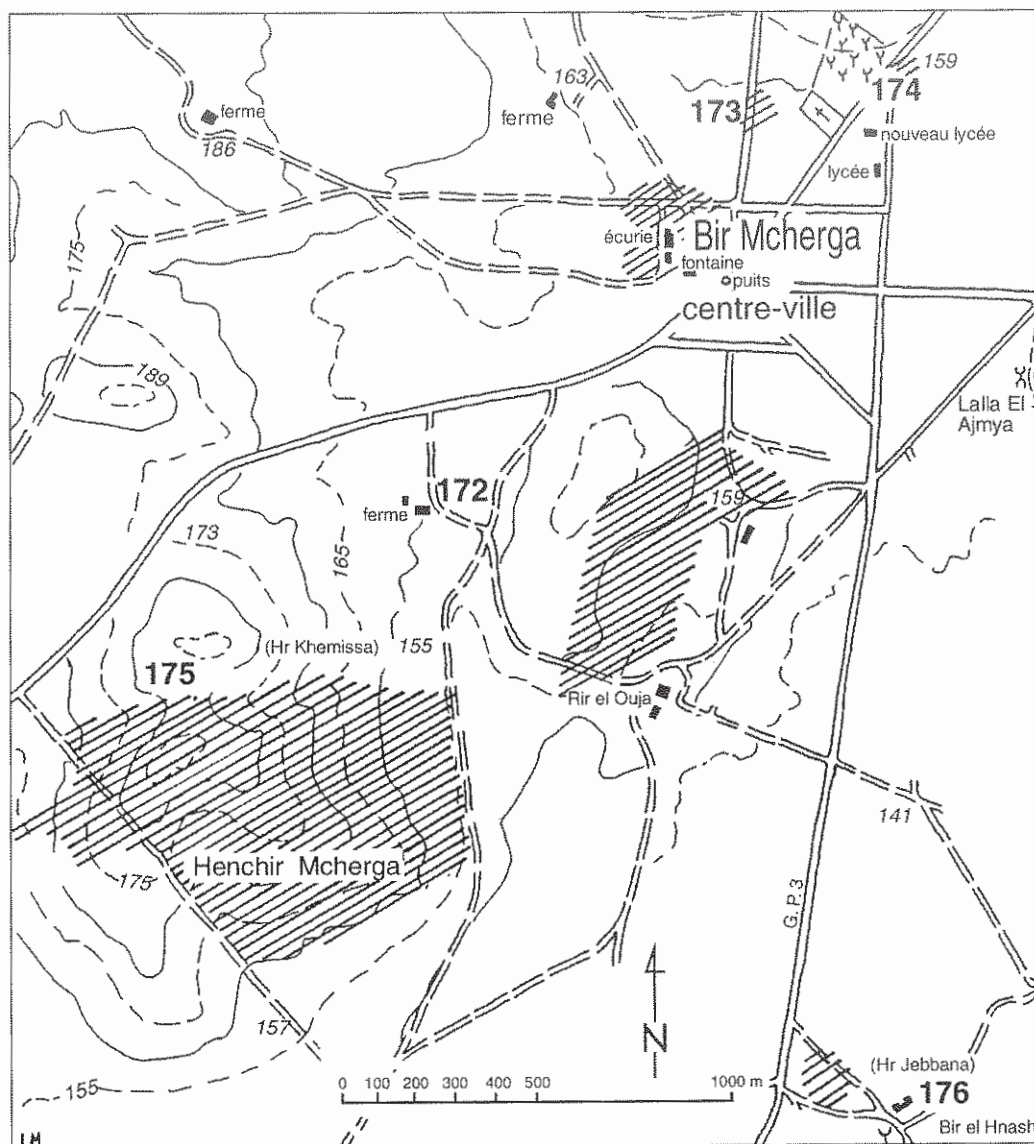 159
163
174
ferme
ferme
173
186
nouveau lycée
lycée
écurie
Bir Mcherga
fontaine
puits
175
centre-ville
189
Lalla El -
Ajmya
172
159
ferme
173
165
(Hr Khemissa)
155
175
Rir el Ouja
141
Henchir Mcherga
175
G.P.3
157
N
(Hr Jebbana)
155
0 100 200 300 400 500 1000 m
176
Bir el Hnash
LM